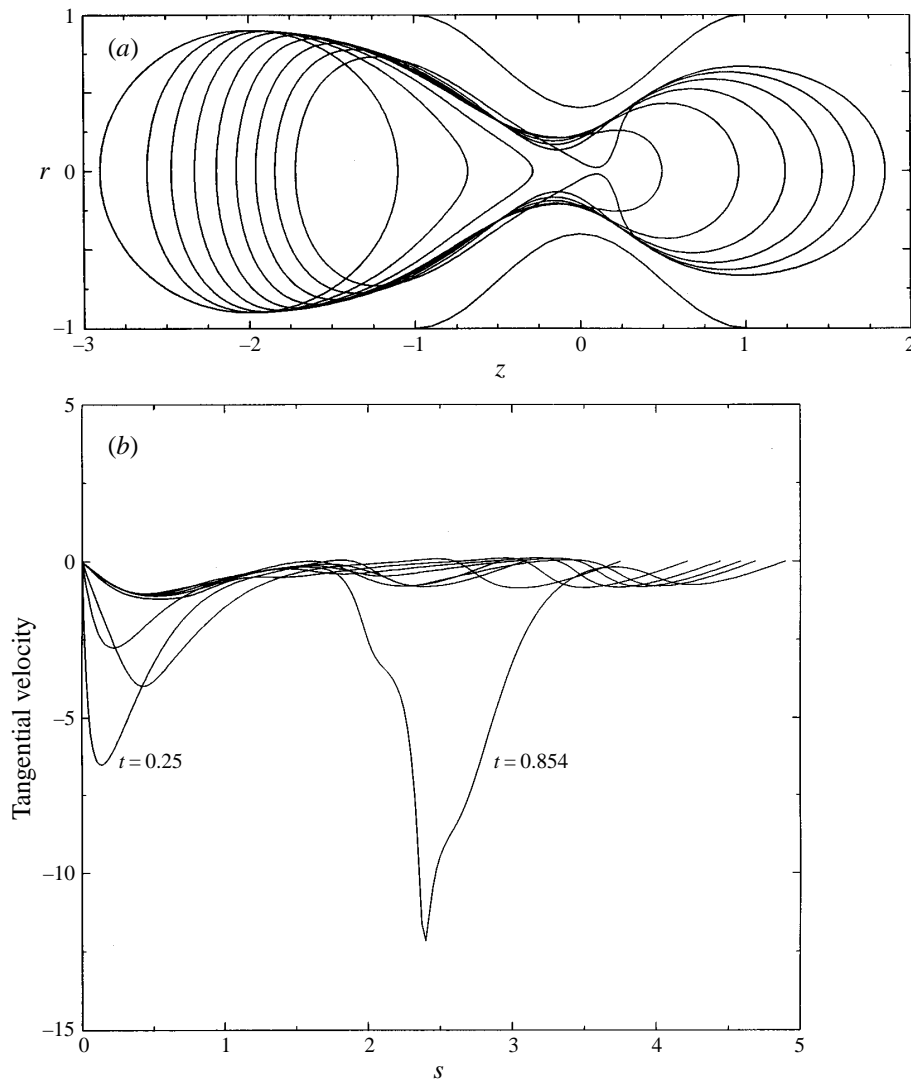 1
(a)
r
0
–1
–3
–2
–1
0
1
2
z
5
(b)
0
Tangential velocity
–5
t = 0.25
t = 0.854
–10
–15
0
1
2
3
4
5
s